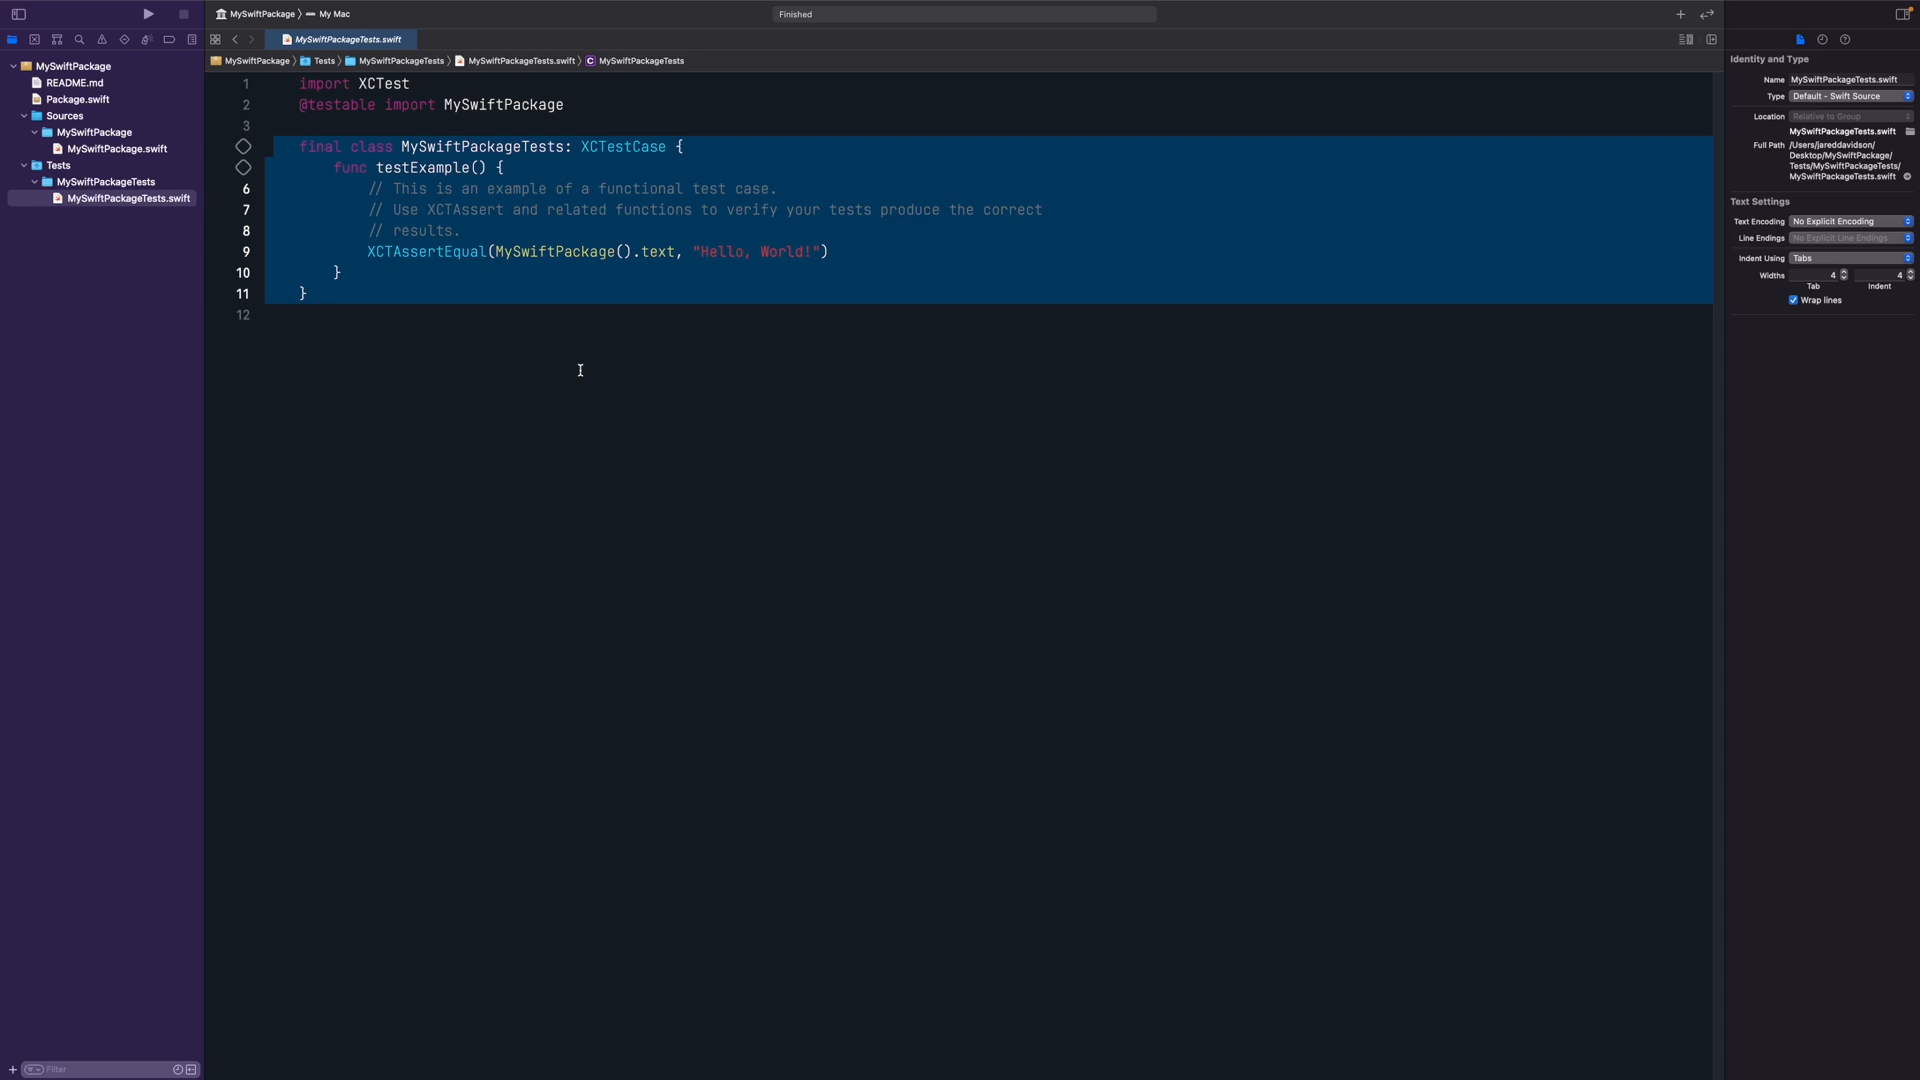 MySwiftPackage 〉 My Mac
Finished
MySwiftPackageTests.swift
MySwiftPackage 〉 Tests 〉 MySwiftPackageTests 〉 MySwiftPackageTests.swift 〉 C MySwiftPackageTests
MySwiftPackage
README.md
Package.swift
Sources
MySwiftPackage
MySwiftPackage.swift
Tests
MySwiftPackageTests
MySwiftPackageTests.swift
Filter
1 import XCTest
2 @testable import MySwiftPackage
3
final class MySwiftPackageTests: XCTestCase {
func testExample() {
6 // This is an example of a functional test case.
7 // Use XCTAssert and related functions to verify your tests produce the correct
8 // results.
9 XCTAssertEqual(MySwiftPackage().text, "Hello, World!")
10 }
11 }
12
Identity and Type
Name MySwiftPackageTests.swift
Type Default - Swift Source
Location Relative to Group
MySwiftPackageTests.swift
Full Path /Users/jareddavidson/
Desktop/MySwiftPackage/
Tests/MySwiftPackageTests/
MySwiftPackageTests.swift
Text Settings
Text Encoding No Explicit Encoding
Line Endings No Explicit Line Endings
Indent Using Tabs
Widths 4 4
Tab Indent
Wrap lines